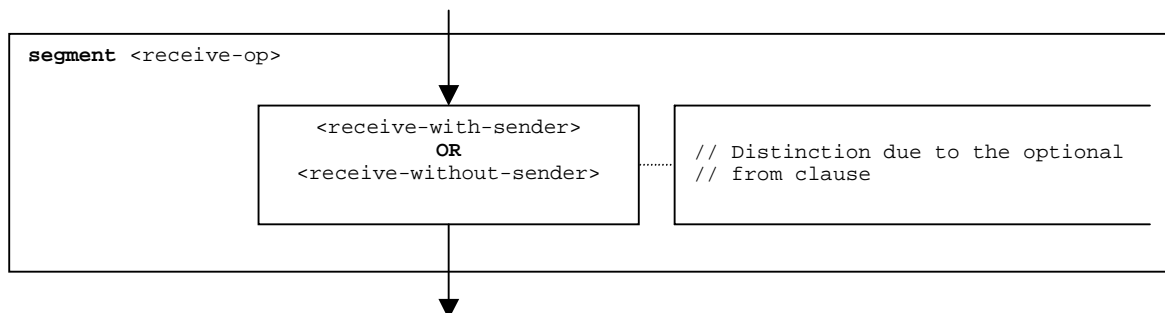 segment <receive-op>
<receive-with-sender>
OR
<receive-without-sender>
// Distinction due to the optional
// from clause